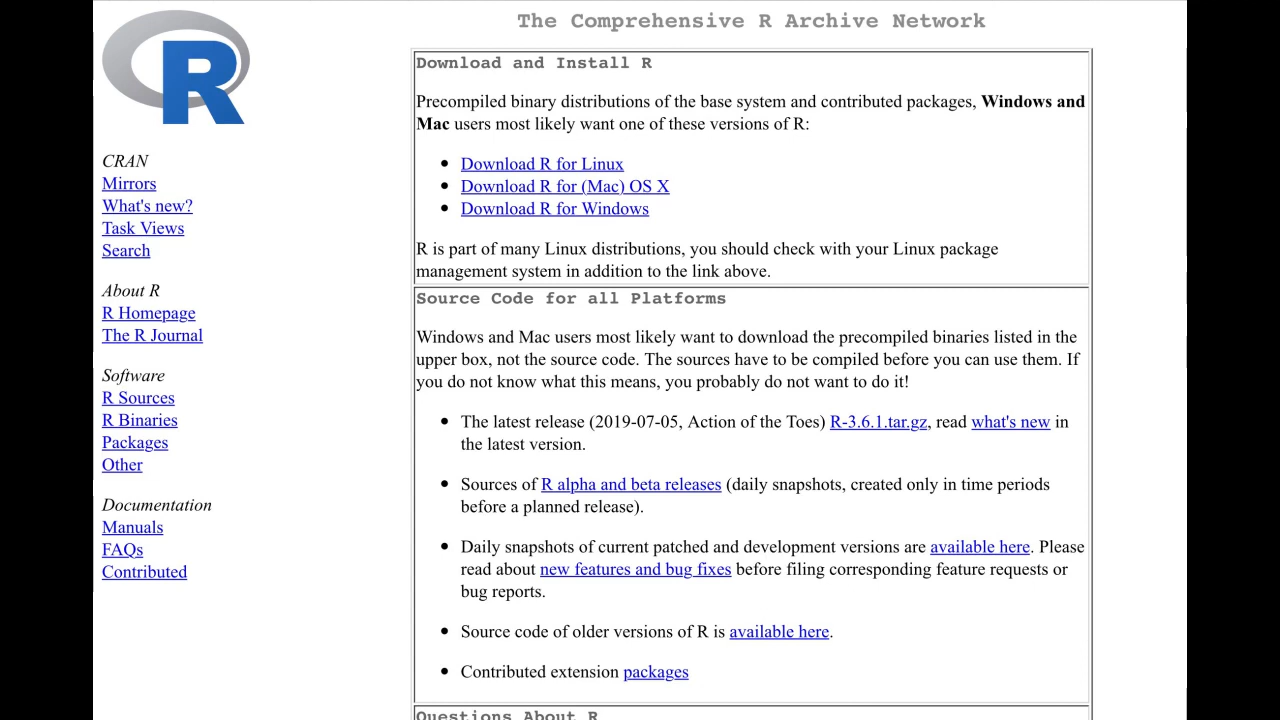 R
CRAN
Mirrors
What's new?
Task Views
Search
About R
R Homepage
The R Journal
Software
R Sources
R Binaries
Packages
Other
Documentation
Manuals
FAQs
Contributed
The Comprehensive R Archive Network
Download and Install R
Precompiled binary distributions of the base system and contributed packages, Windows and
Mac users most likely want one of these versions of R:
Download R for Linux
Download R for (Mac) OS X
Download R for Windows
R is part of many Linux distributions, you should check with your Linux package
management system in addition to the link above.
Source Code for all Platforms
Windows and Mac users most likely want to download the precompiled binaries listed in the
upper box, not the source code. The sources have to be compiled before you can use them. If
you do not know what this means, you probably do not want to do it!
The latest release (2019-07-05, Action of the Toes) R-3.6.1.tar.gz, read what's new in
the latest version.
Sources of R alpha and beta releases (daily snapshots, created only in time periods
before a planned release).
Daily snapshots of current patched and development versions are available here. Please
read about new features and bug fixes before filing corresponding feature requests or
bug reports.
Source code of older versions of R is available here.
Contributed extension packages
Questions About R